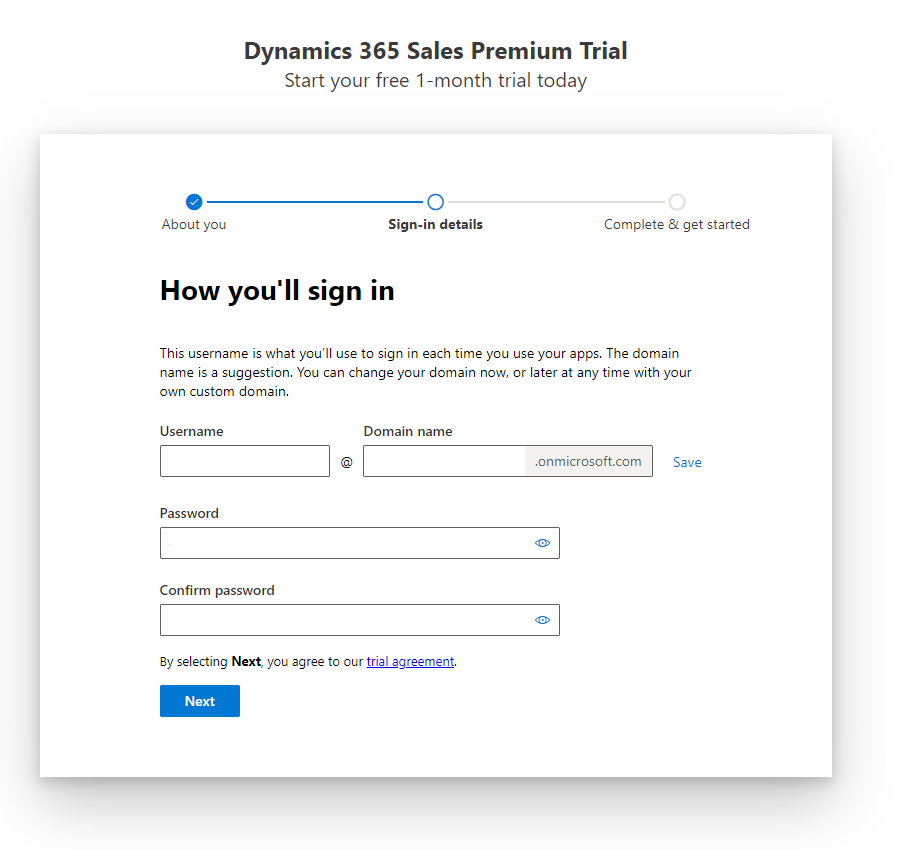 Dynamics 365 Sales Premium Trial
Start your free 1-month trial today
About you
Sign-in details
Complete & get started
How you'll sign in
This username is what you'll use to sign in each time you use your apps. The domain
name is a suggestion. You can change your domain now, or later at any time with your
own custom domain.
Username
Domain name
@
.onmicrosoft.com
Save
Password
Confirm password
By selecting Next, you agree to our trial agreement.
Next